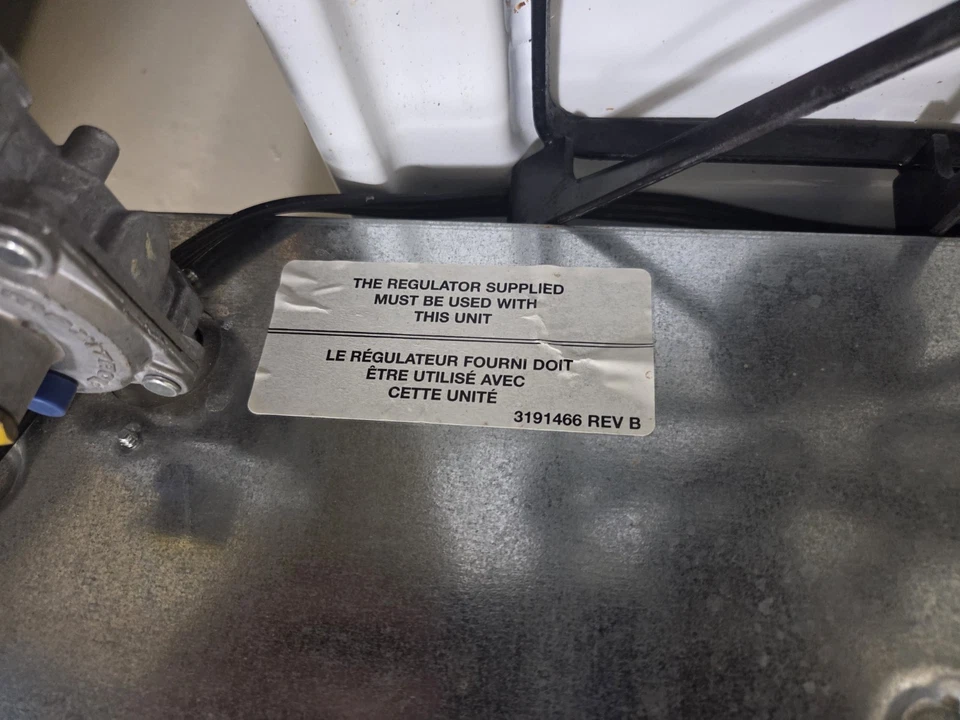 THE REGULATOR SUPPLIED
MUST BE USED WITH
THIS UNIT
LE RÉGULATEUR FOURNI DOIT
ÊTRE UTILISÉ AVEC
CETTE UNITÉ
3191466 REV B